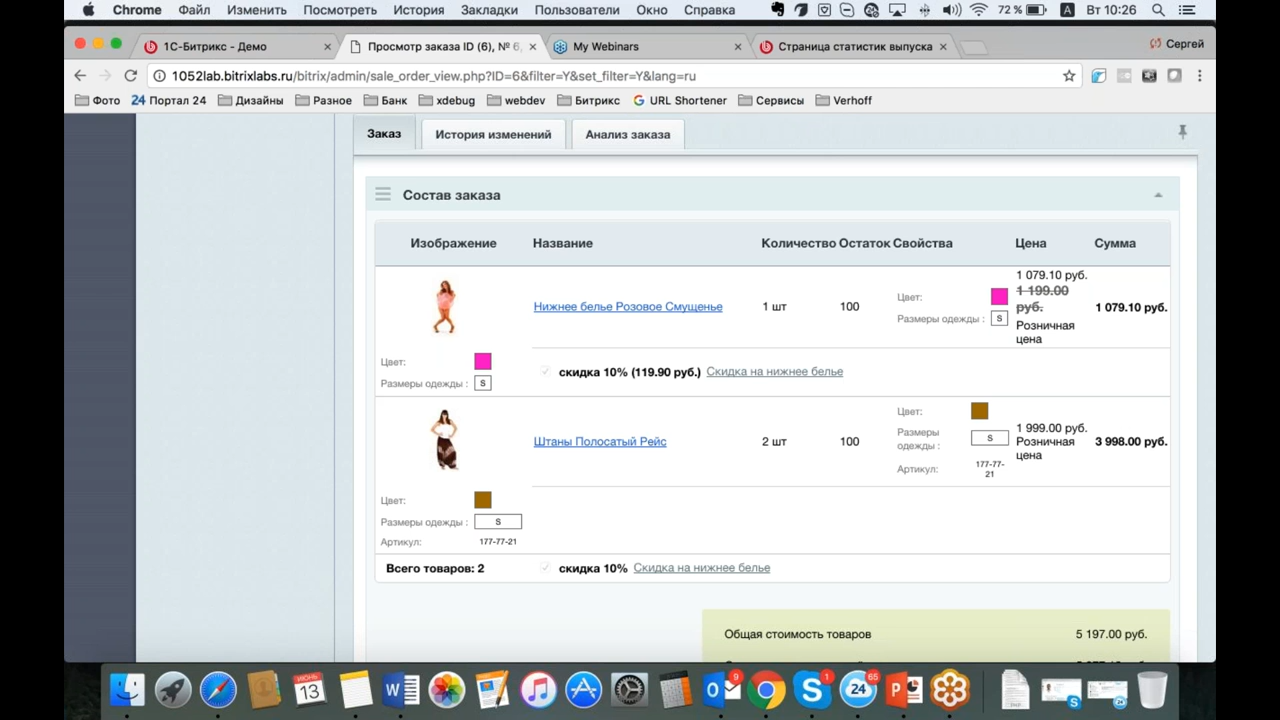 Chrome Файл Изменить Посмотреть История Закладки Пользователи Окно Справка 72 % A Вт 10:26
1С-Битрикс - Демо × Просмотр заказа ID (6), № 6, × My Webinars × Страница статистик выпуска × Сергей
1052lab.bitrixlabs.ru/bitrix/admin/sale_order_view.php?ID=6&filter=Y&set_filter=Y&lang=ru
Фото 24 Портал 24 Дизайны Разное Банк xdebug webdev Битрикс URL Shortener Сервисы Verhoff
Заказ История изменений Анализ заказа
Состав заказа
Изображение Название Количество Остаток Свойства Цена Сумма
Нижнее белье Розовое Смущенье 1 шт 100
Цвет:
Размеры одежды : S
1 079.10 руб.
1 199.00
руб.
Розничная
цена
1 079.10 руб.
Цвет:
Размеры одежды : S
скидка 10% (119.90 руб.) Скидка на нижнее белье
Штаны Полосатый Рейс 2 шт 100
Цвет:
Размеры
одежды : S
Артикул: 177-77-
21
1 999.00 руб.
Розничная
цена
3 998.00 руб.
Цвет:
Размеры одежды : S
Артикул: 177-77-21
Всего товаров: 2 скидка 10% Скидка на нижнее белье
Общая стоимость товаров 5 197.00 руб.
ИЮНЬ
13
9
1
24
65